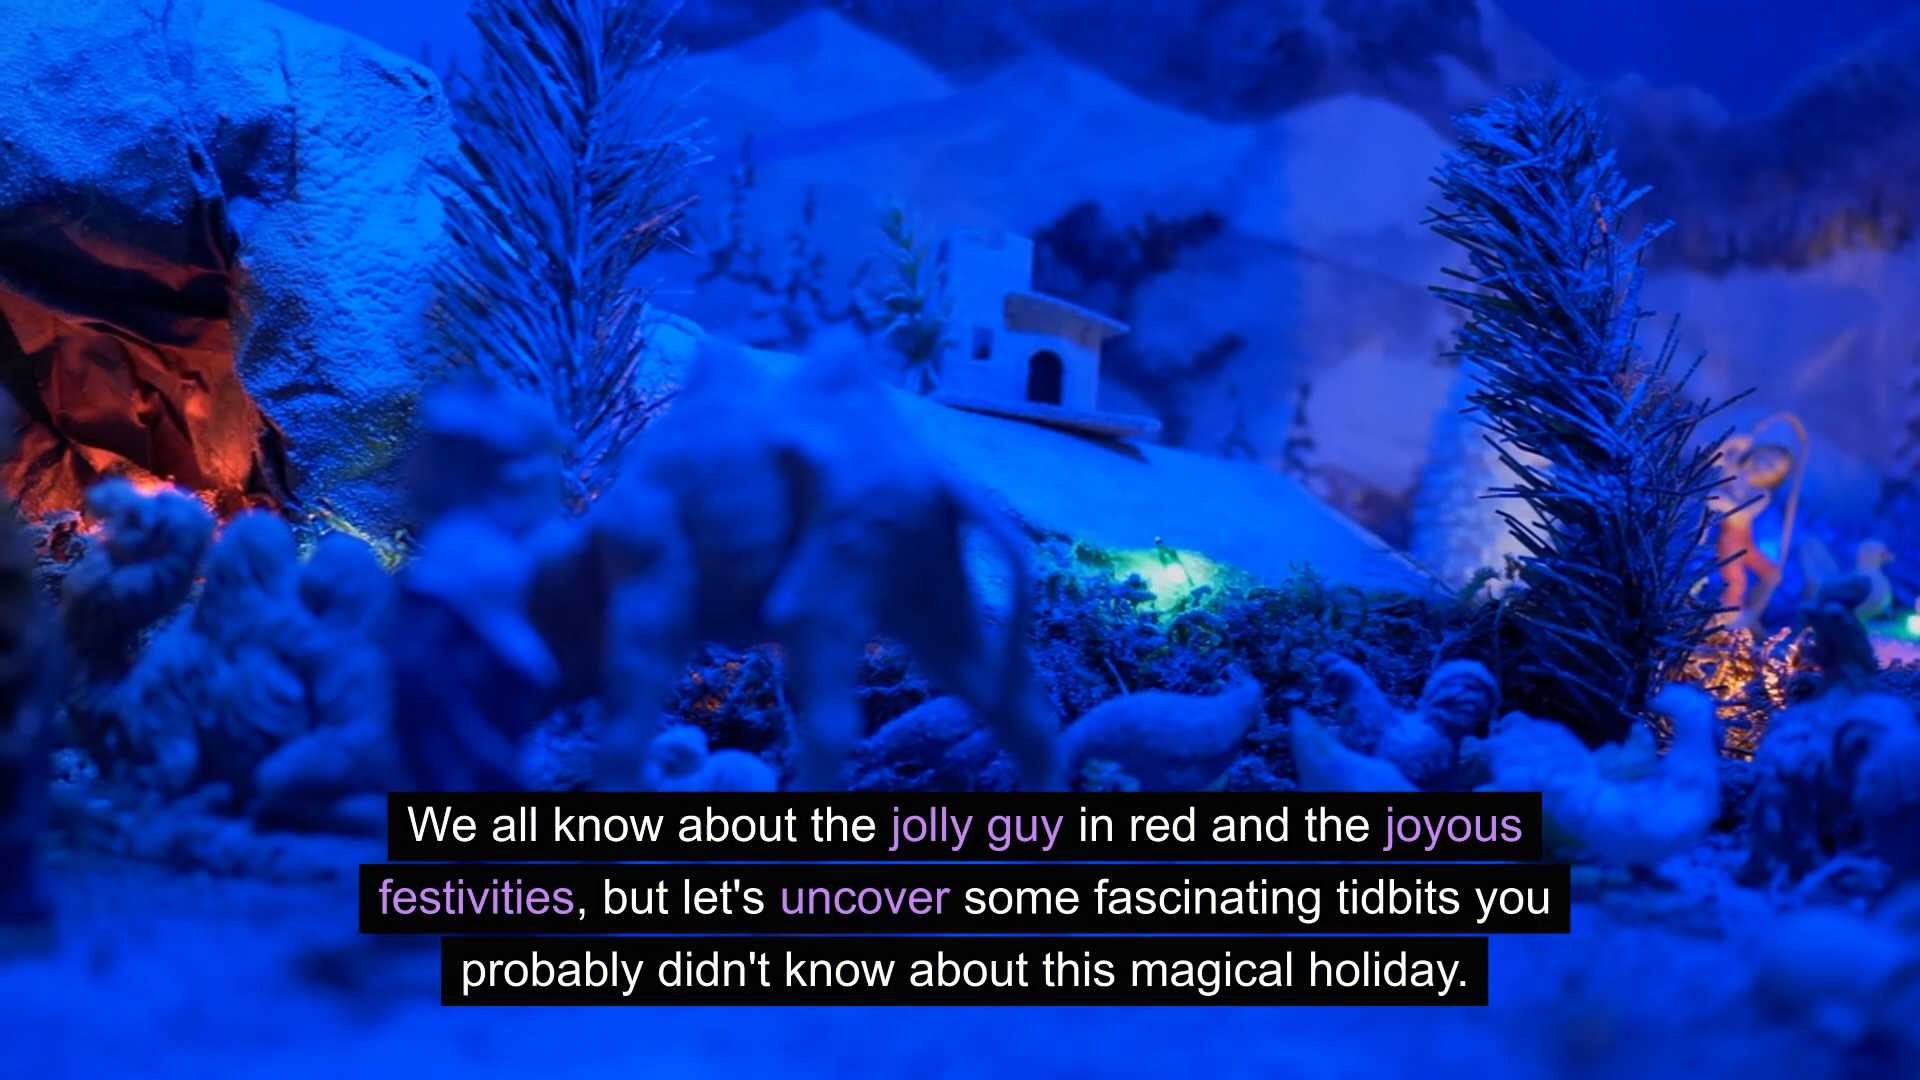 We all know about the jolly guy in red and the joyous
festivities, but let's uncover some fascinating tidbits you
probably didn't know about this magical holiday.